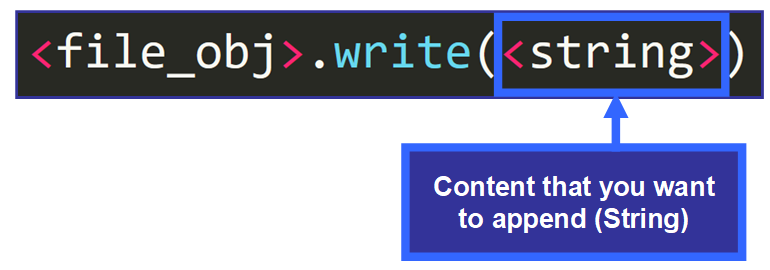 <file_obj>.write(<string>)
Content that you want
to append (String)